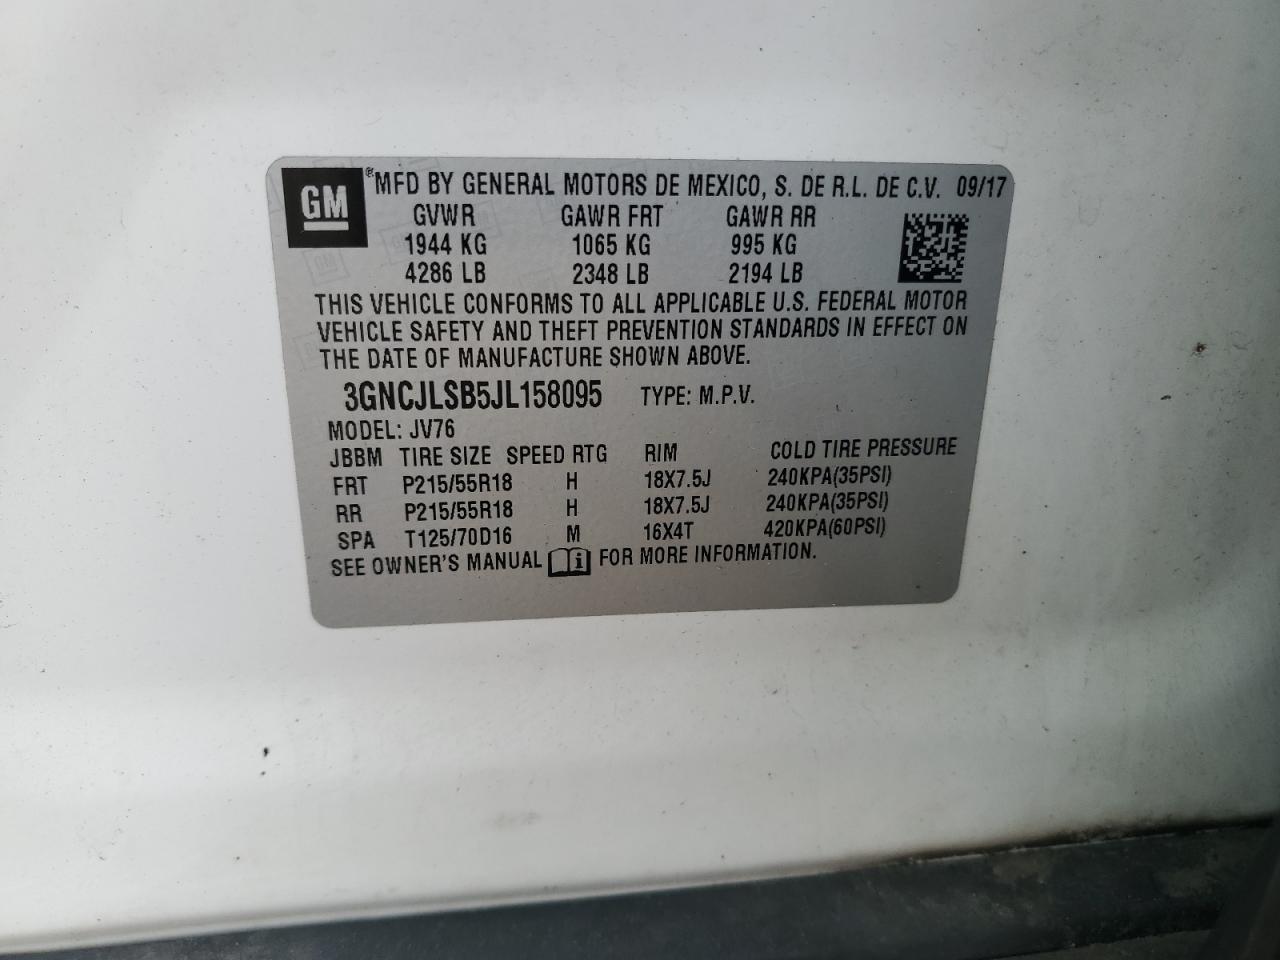 GM ® MFD BY GENERAL MOTORS DE MEXICO, S. DE R.L. DE C.V. 09/17
GVWR GAWR FRT GAWR RR
1944 KG 1065 KG 995 KG
4286 LB 2348 LB 2194 LB
THIS VEHICLE CONFORMS TO ALL APPLICABLE U.S. FEDERAL MOTOR
VEHICLE SAFETY AND THEFT PREVENTION STANDARDS IN EFFECT ON
THE DATE OF MANUFACTURE SHOWN ABOVE.
3GNCJLSB5JL158095 TYPE: M.P.V.
MODEL: JV76
JBBM TIRE SIZE SPEED RTG RIM COLD TIRE PRESSURE
FRT P215/55R18 H 18X7.5J 240KPA(35PSI)
RR P215/55R18 H 18X7.5J 240KPA(35PSI)
SPA T125/70D16 M 16X4T 420KPA(60PSI)
SEE OWNER'S MANUAL i FOR MORE INFORMATION.